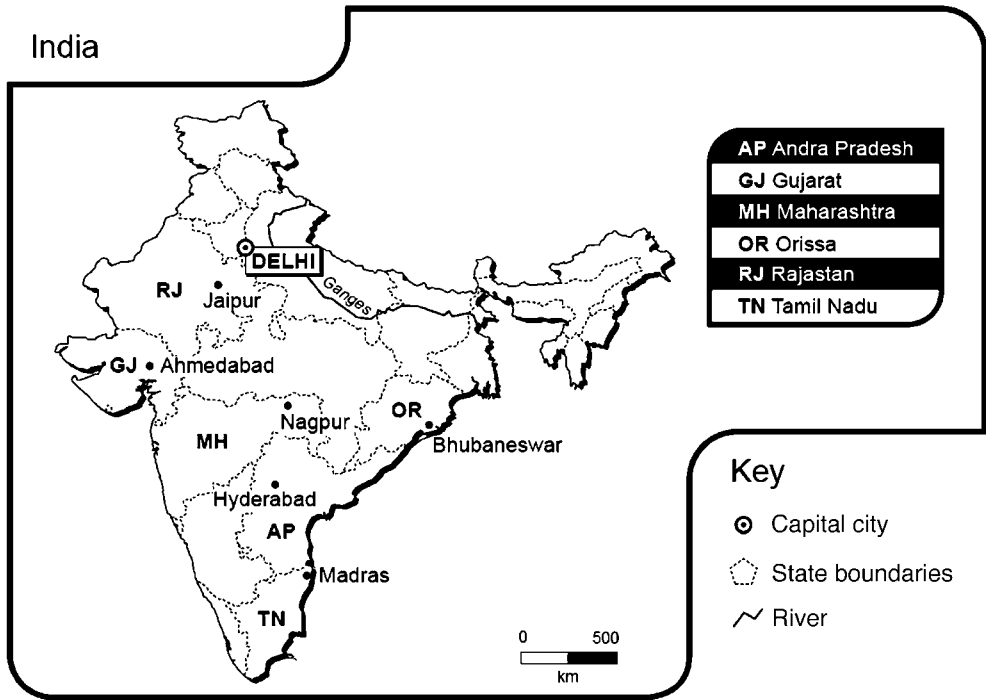 India
AP Andra Pradesh
GJ Gujarat
MH Maharashtra
OR Orissa
RJ Rajastan
TN Tamil Nadu
DELHI
RJ
Jaipur
Ganges
GJ
Ahmedabad
Nagpur
OR
MH
Bhubaneswar
Hyderabad
AP
Madras
TN
0 500
km
Key
Capital city
State boundaries
River